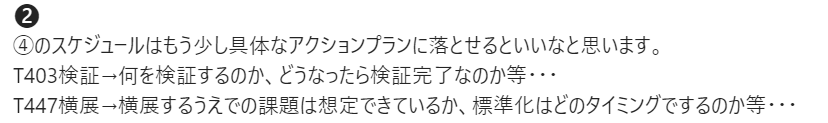 ❷
④のスケジュールはもう少し具体なアクションプランに落とせるといいなと思います。
T403検証→何を検証するのか、どうなったら検証完了なのか等・・・
T447横展→横展するうえでの課題は想定できているか、標準化はどのタイミングでするのか等・・・